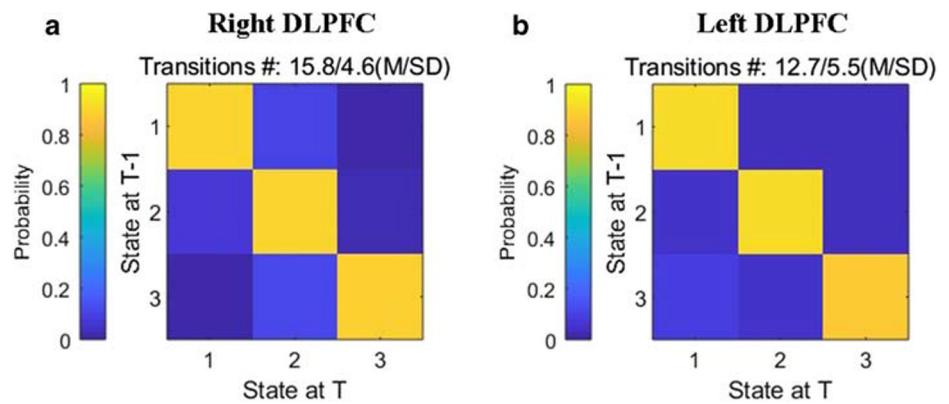 a
Right DLPFC
Transitions #: 15.8/4.6(M/SD)
1
0.8
0.6
0.4
0.2
0
Probability
State at T-1
1
2
3
1 2 3
State at T
b
Left DLPFC
Transitions #: 12.7/5.5(M/SD)
1
0.8
0.6
0.4
0.2
0
Probability
State at T-1
1
2
3
1 2 3
State at T